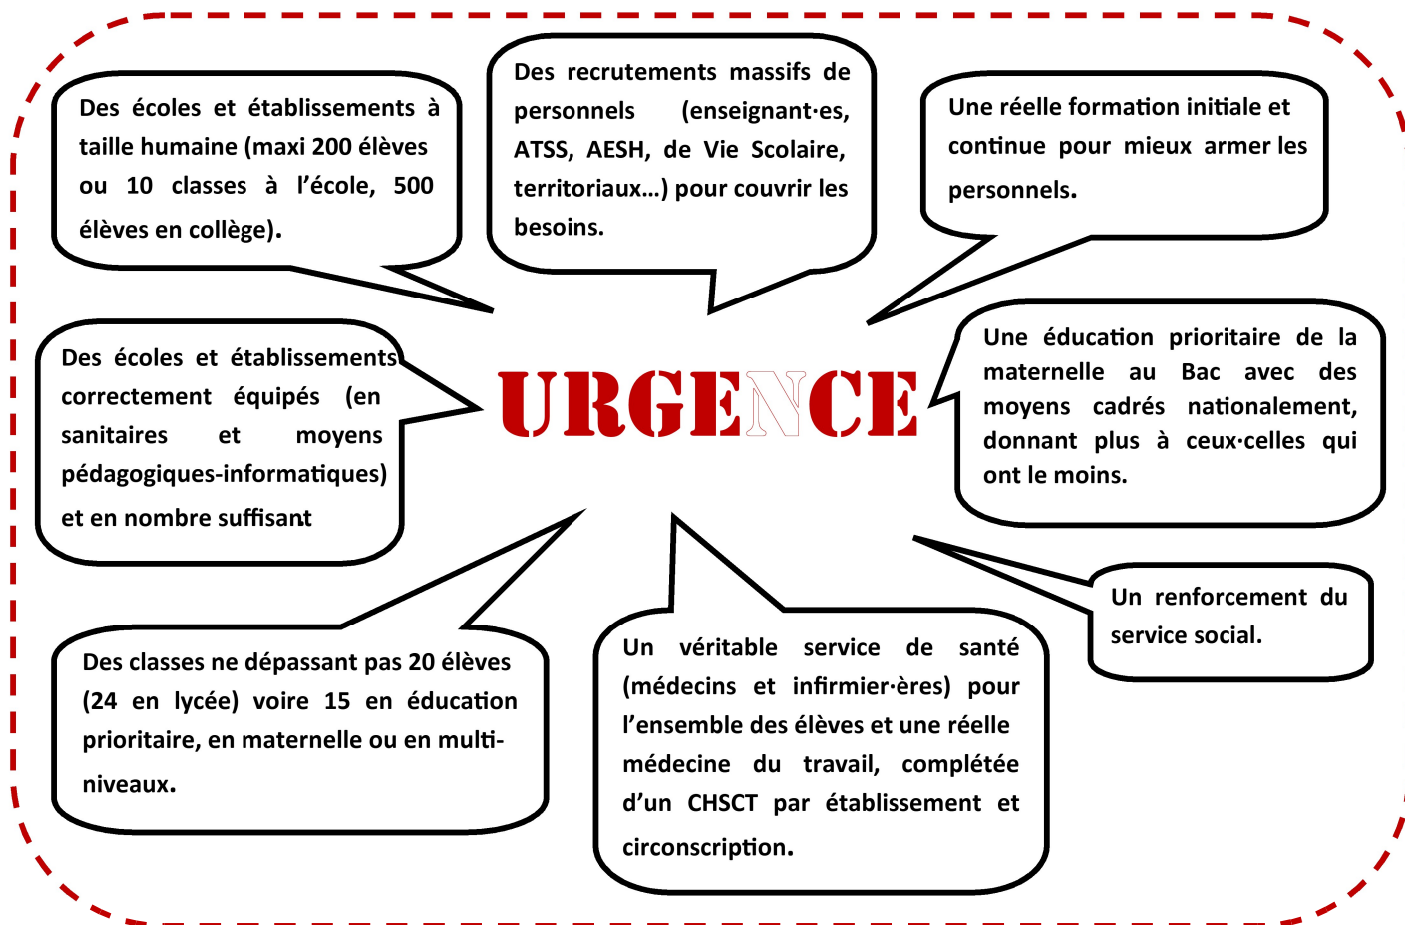 Des écoles et établissements à
taille humaine (maxi 200 élèves
ou 10 classes à l'école, 500
élèves en collège).
Des recrutements massifs de
personnels (enseignant·es,
ATSS, AESH, de Vie Scolaire,
territoriaux...) pour couvrir les
besoins.
Une réelle formation initiale et
continue pour mieux armer les
personnels.
Des écoles et établissements
correctement équipés (en
sanitaires et moyens
pédagogiques-informatiques)
et en nombre suffisant
URGENCE
Une éducation prioritaire de la
maternelle au Bac avec des
moyens cadrés nationalement,
donnant plus à ceux·celles qui
ont le moins.
Des classes ne dépassant pas 20 élèves
(24 en lycée) voire 15 en éducation
prioritaire, en maternelle ou en multi-
niveaux.
Un véritable service de santé
(médecins et infirmier·ères) pour
l'ensemble des élèves et une réelle
médecine du travail, complétée
d'un CHSCT par établissement et
circonscription.
Un renforcement du
service social.